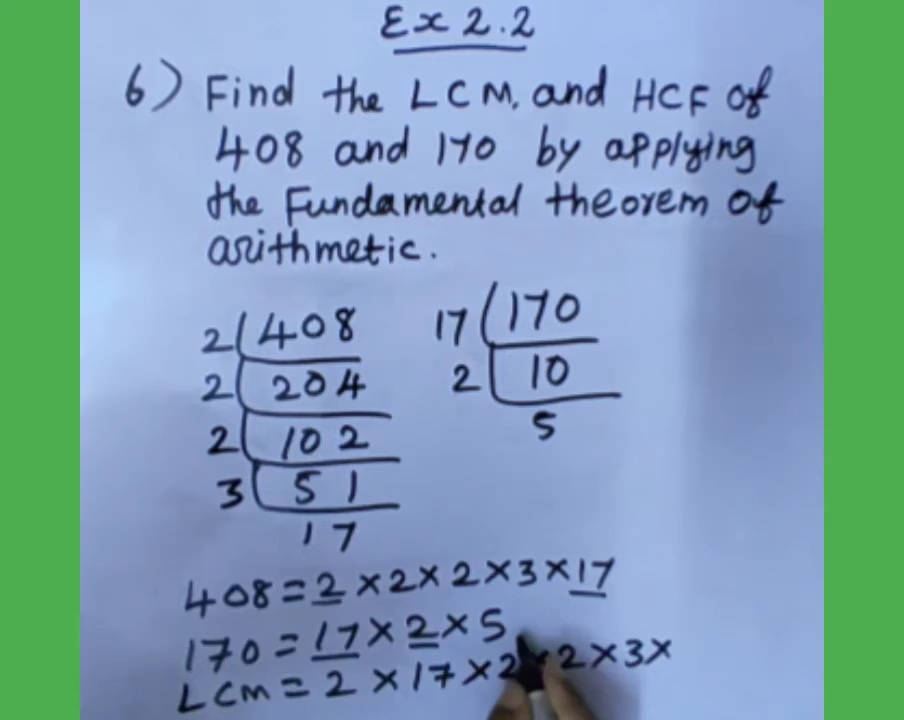 Ex 2.2
6) Find the LCM, and HCF of
408 and 170 by applying
the Fundamental theorem of
arithmetic.
2 408
2 204
2 102
3 51
17
17 170
2 10
5
408 = 2 × 2 × 2 × 3 × 17
170 = 17 × 2 × 5
LCM = 2 × 17 × 2 × 2 × 3 ×